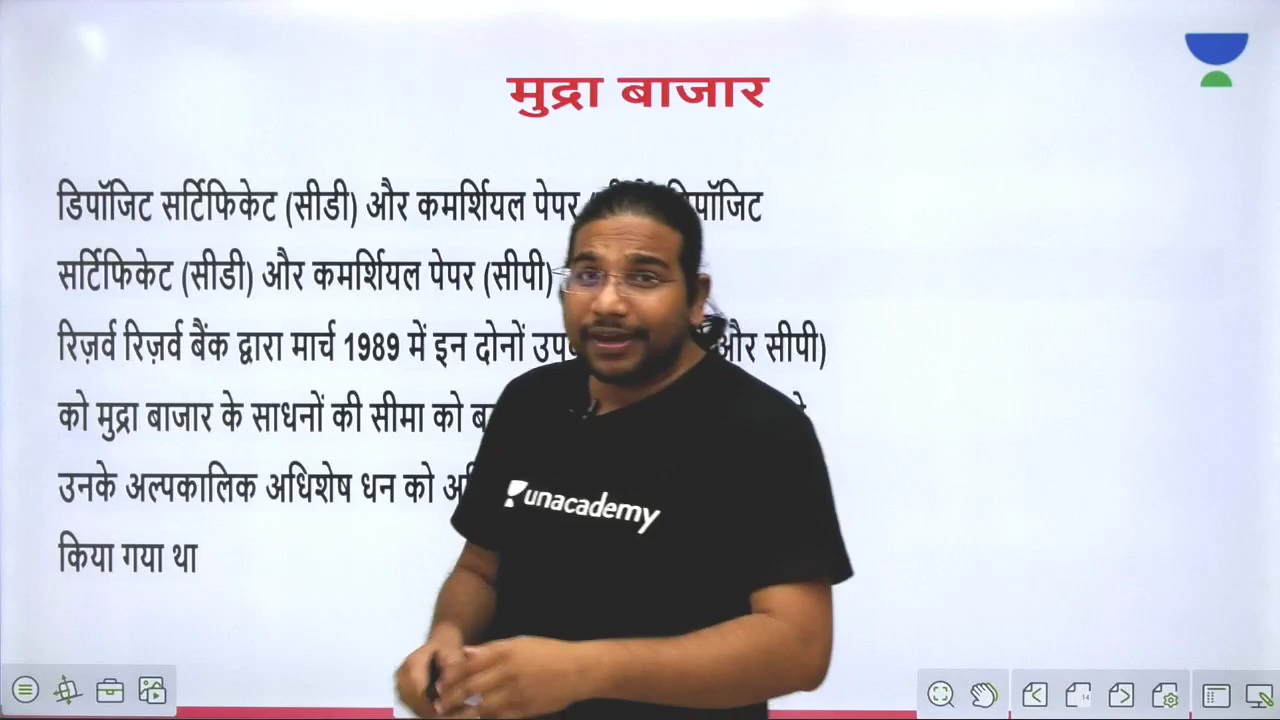 मुद्रा बाजार
डिपॉजिट सर्टिफिकेट (सीडी) और कमर्शियल पेपर
सर्टिफिकेट (सीडी) और कमर्शियल पेपर (सीपी)
रिज़र्व रिज़र्व बैंक द्वारा मार्च 1989 में इन दोनों और सीपी)
को मुद्रा बाजार के साधनों की सीमा को
उनके अल्पकालिक अधिशेष धन को
किया गया था
unacademy
14